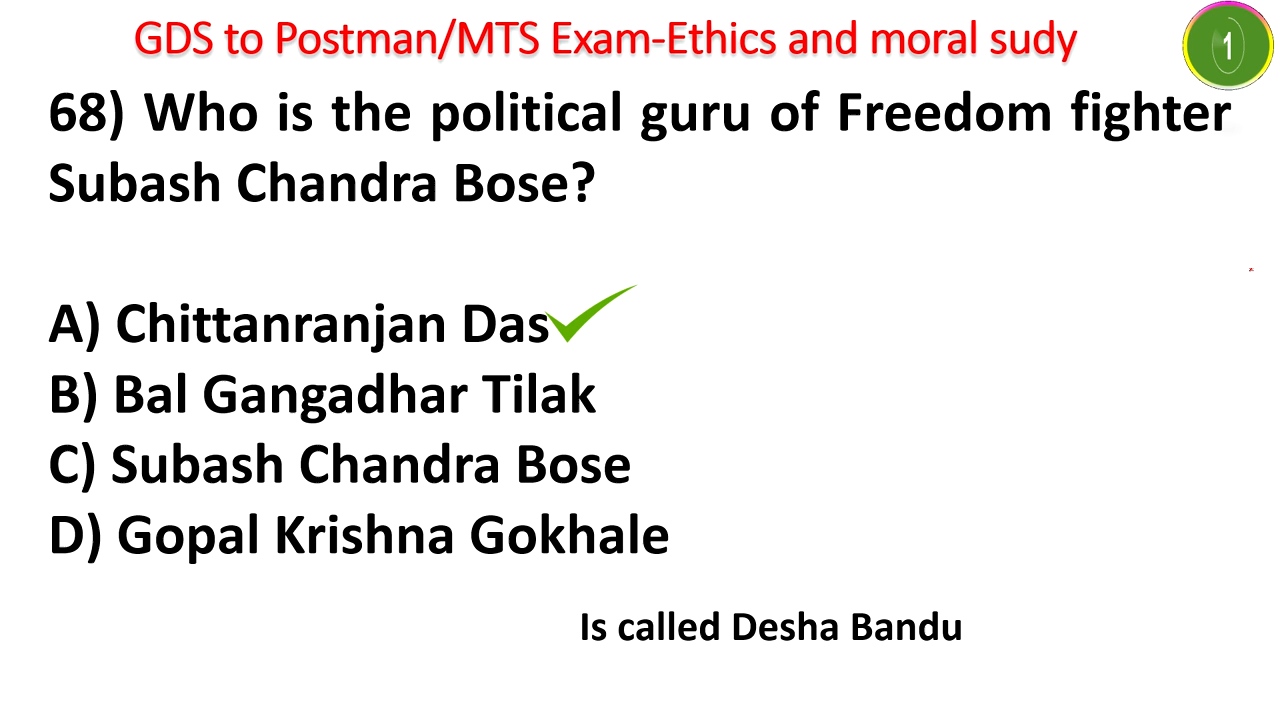 GDS to Postman/MTS Exam-Ethics and moral sudy
1
68) Who is the political guru of Freedom fighter
Subash Chandra Bose?
A) Chittanranjan Das
B) Bal Gangadhar Tilak
C) Subash Chandra Bose
D) Gopal Krishna Gokhale
Is called Desha Bandu